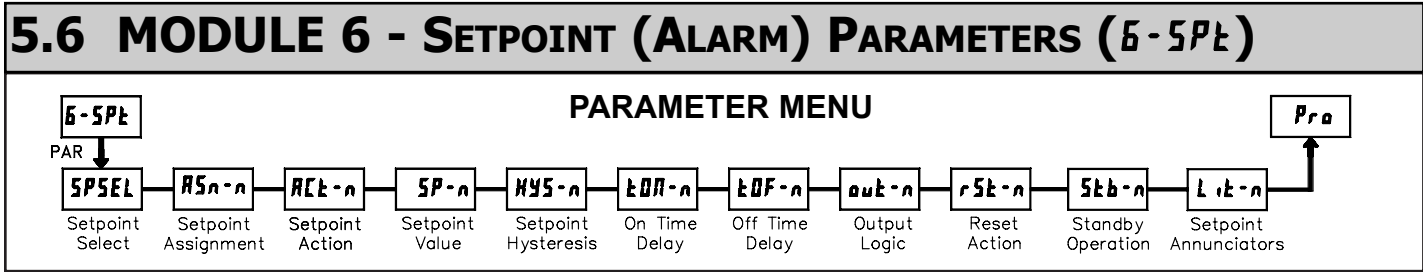 5.6 MODULE 6 - SETPOINT (ALARM) PARAMETERS (6-SPt)
PARAMETER MENU
6-SPt
Pro
PAR
SPSEL
ASn-n
ACt-n
SP-n
HYS-n
tON-n
tOF-n
out-n
rSt-n
Stb-n
Lit-n
Setpoint
Select
Setpoint
Assignment
Setpoint
Action
Setpoint
Value
Setpoint
Hysteresis
On Time
Delay
Off Time
Delay
Output
Logic
Reset
Action
Standby
Operation
Setpoint
Annunciators